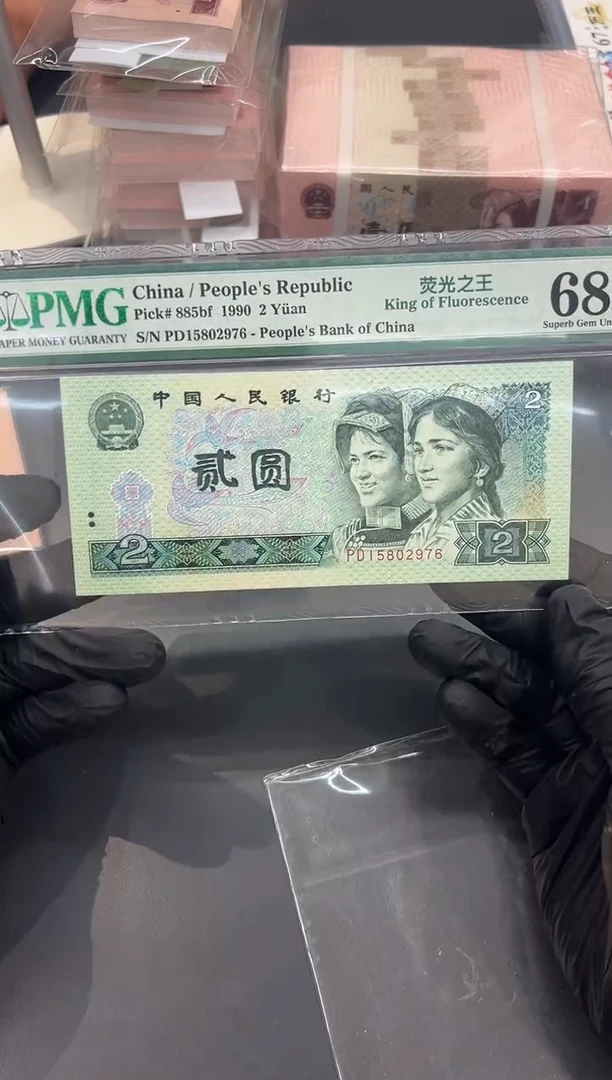 PMG
PAPER MONEY GUARANTY
China / People's Republic
Pick# 885bf 1990 2 Yüan
S/N PD15802976 - People's Bank of China
荧光之王
King of Fluorescence
68
Superb Gem Un
中国人民银行
2
贰圆
2
PD15802976
2